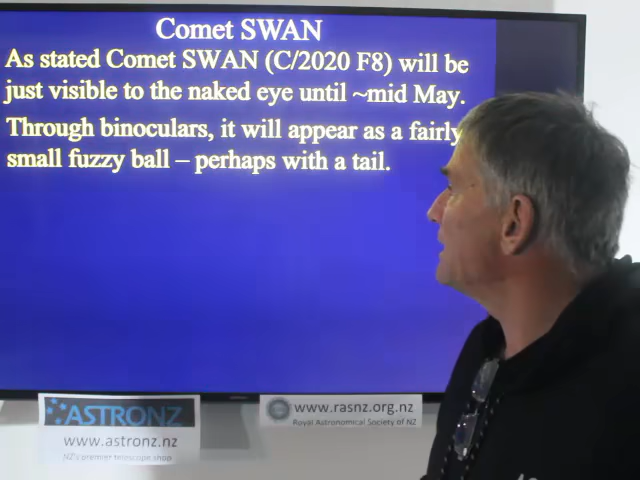 Comet SWAN
As stated Comet SWAN (C/2020 F8) will be
just visible to the naked eye until ~mid May.
Through binoculars, it will appear as a fairly
small fuzzy ball – perhaps with a tail.
ASTRONZ
www.astronz.nz
NZ's premier telescope shop
www.rasnz.org.nz
Royal Astronomical Society of NZ